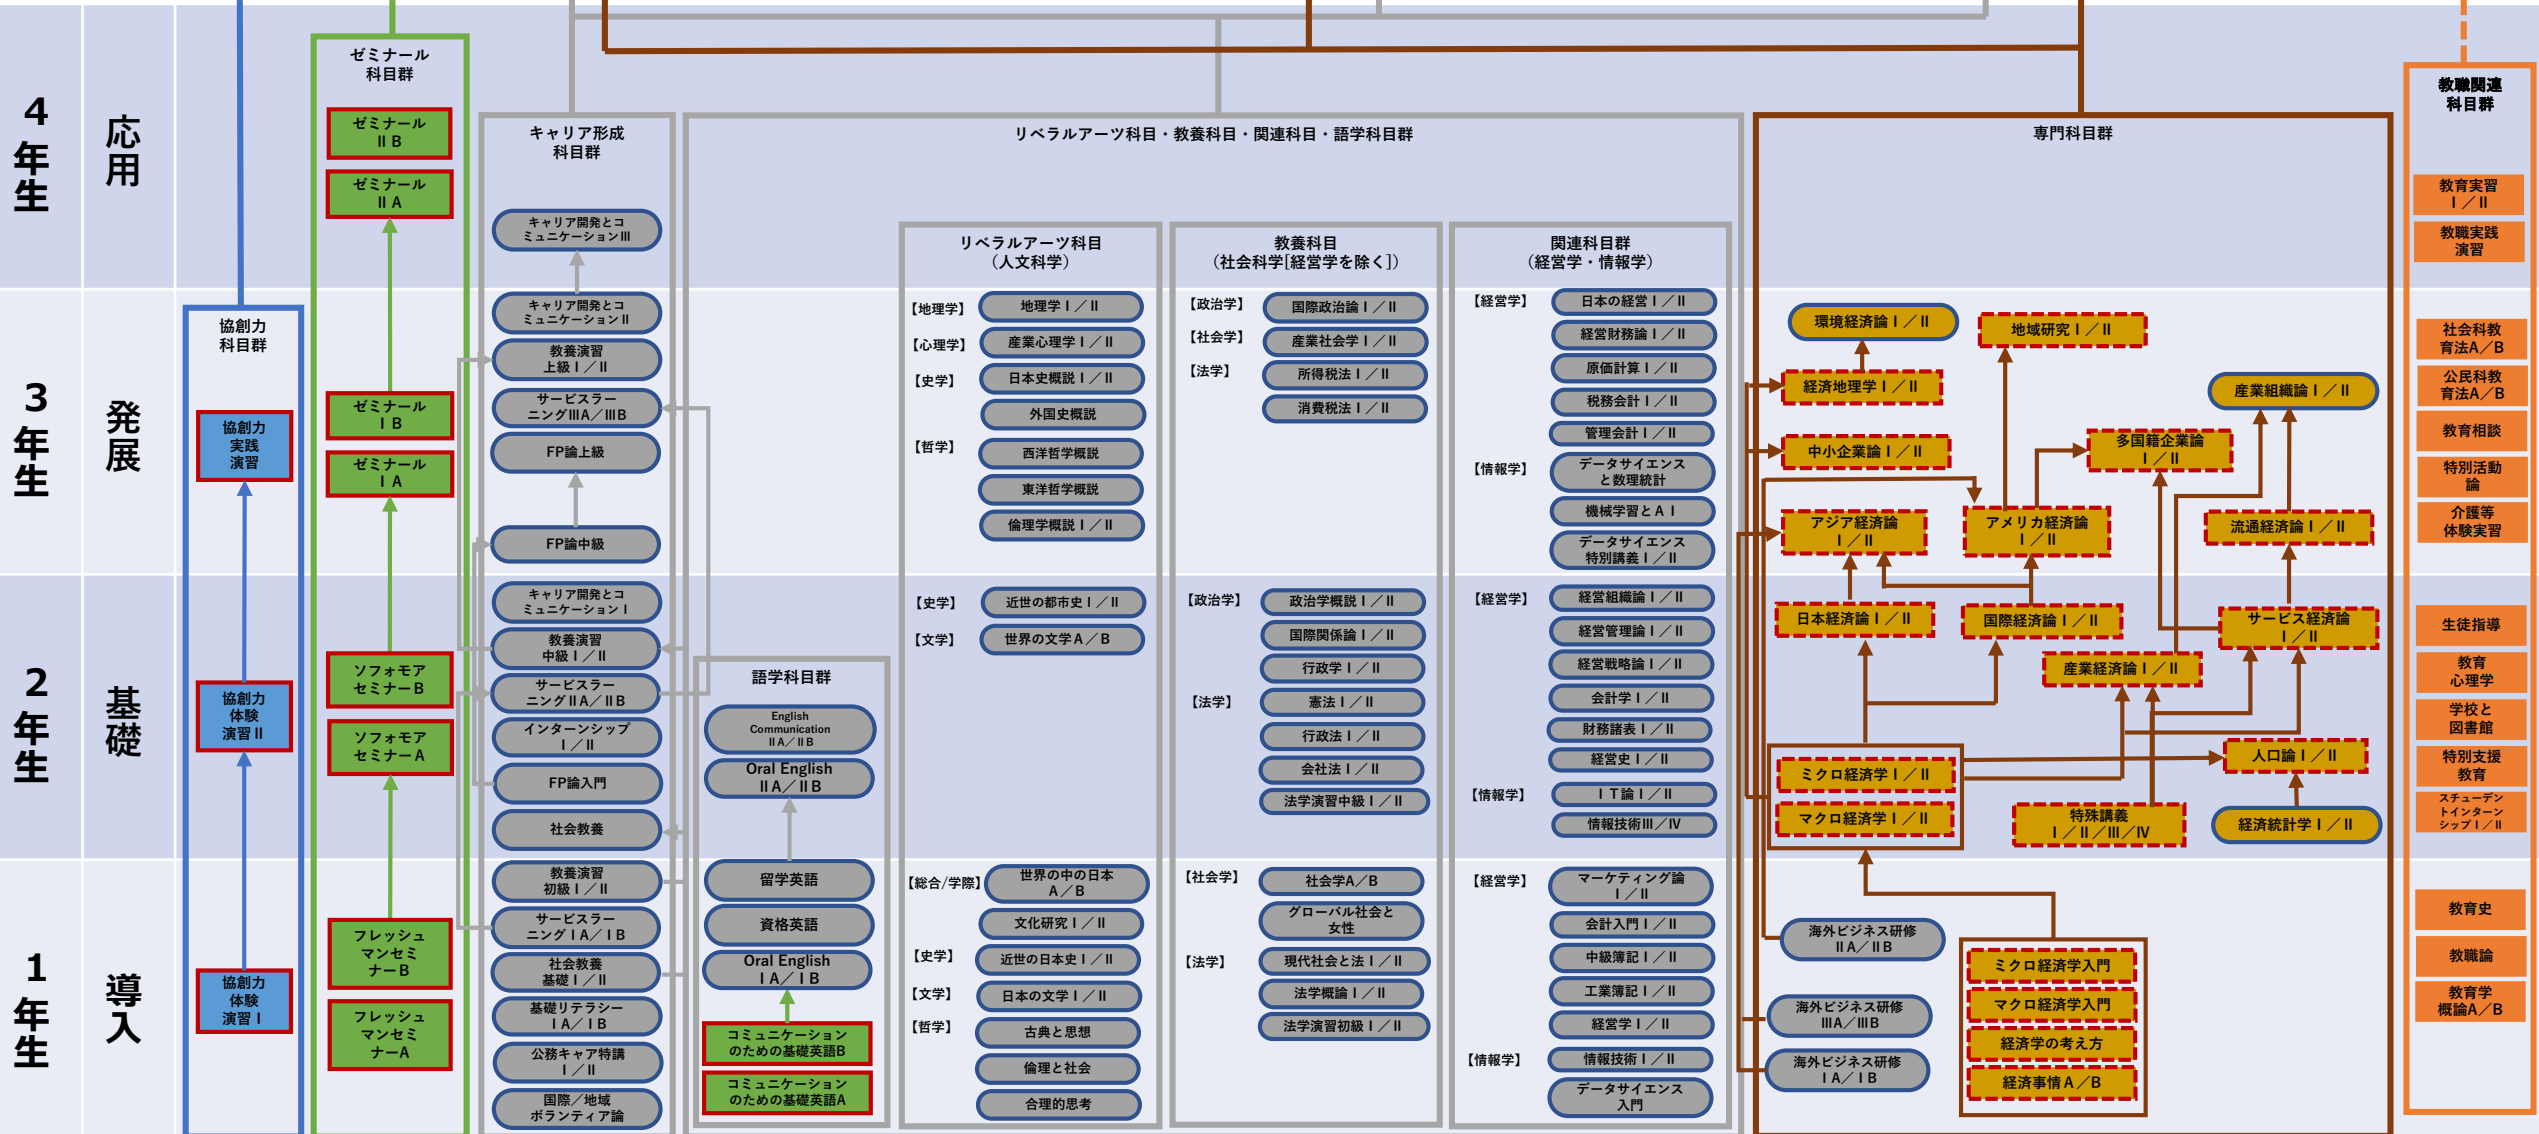 4年生
応用
3年生
発展
2年生
基礎
1年生
導入
協創力
科目群
協創力
実践
演習
協創力
体験
演習Ⅱ
協創力
体験
演習Ⅰ
ゼミナール
科目群
ゼミナール
ⅡB
ゼミナール
ⅡA
ゼミナール
ⅠB
ゼミナール
ⅠA
ソフォモア
セミナーB
ソフォモア
セミナーA
フレッシュ
マンセミ
ナーB
フレッシュ
マンセミ
ナーA
キャリア形成
科目群
キャリア開発とコ
ミュニケーションⅢ
キャリア開発とコ
ミュニケーションⅡ
教養演習
上級Ⅰ／Ⅱ
サービスラー
ニングⅢA／ⅢB
FP論上級
FP論中級
キャリア開発とコ
ミュニケーションⅠ
教養演習
中級Ⅰ／Ⅱ
サービスラー
ニングⅡA／ⅡB
インターンシップ
Ⅰ／Ⅱ
FP論入門
社会教養
教養演習
初級Ⅰ／Ⅱ
サービスラー
ニングⅠA／ⅠB
社会教養
基礎Ⅰ／Ⅱ
基礎リテラシー
ⅠA／ⅠB
公務キャア特講
Ⅰ／Ⅱ
国際／地域
ボランティア論
リベラルアーツ科目・教養科目・関連科目・語学科目群
語学科目群
English
Communication
ⅡA／ⅡB
Oral English
ⅡA／ⅡB
留学英語
資格英語
Oral English
ⅠA／ⅠB
コミュニケーション
のための基礎英語B
コミュニケーション
のための基礎英語A
リベラルアーツ科目
（人文科学）
【地理学】 地理学Ⅰ／Ⅱ
【心理学】 産業心理学Ⅰ／Ⅱ
【史学】 日本史概説Ⅰ／Ⅱ
外国史概説
【哲学】 西洋哲学概説
東洋哲学概説
倫理学概説Ⅰ／Ⅱ
【史学】 近世の都市史Ⅰ／Ⅱ
【文学】 世界の文学A／B
【総合/学際】 世界の中の日本
A／B
文化研究Ⅰ／Ⅱ
【史学】 近世の日本史Ⅰ／Ⅱ
【文学】 日本の文学Ⅰ／Ⅱ
【哲学】 古典と思想
倫理と社会
合理的思考
教養科目
（社会科学[経営学を除く]）
【政治学】 国際政治論Ⅰ／Ⅱ
【社会学】 産業社会学Ⅰ／Ⅱ
【法学】 所得税法Ⅰ／Ⅱ
消費税法Ⅰ／Ⅱ
【政治学】 政治学概説Ⅰ／Ⅱ
国際関係論Ⅰ／Ⅱ
行政学Ⅰ／Ⅱ
【法学】 憲法Ⅰ／Ⅱ
行政法Ⅰ／Ⅱ
会社法Ⅰ／Ⅱ
法学演習中級Ⅰ／Ⅱ
【社会学】 社会学A／B
グローバル社会と
女性
【法学】 現代社会と法Ⅰ／Ⅱ
法学概論Ⅰ／Ⅱ
法学演習初級Ⅰ／Ⅱ
関連科目群
（経営学・情報学）
【経営学】 日本の経営Ⅰ／Ⅱ
経営財務論Ⅰ／Ⅱ
原価計算Ⅰ／Ⅱ
税務会計Ⅰ／Ⅱ
管理会計Ⅰ／Ⅱ
【情報学】 データサイエンス
と数理統計
機械学習とAI
データサイエンス
特別講義Ⅰ／Ⅱ
【経営学】 経営組織論Ⅰ／Ⅱ
経営管理論Ⅰ／Ⅱ
経営戦略論Ⅰ／Ⅱ
会計学Ⅰ／Ⅱ
財務諸表Ⅰ／Ⅱ
経営史Ⅰ／Ⅱ
【情報学】 IT論Ⅰ／Ⅱ
情報技術Ⅲ／Ⅳ
【経営学】 マーケティング論
Ⅰ／Ⅱ
会計入門Ⅰ／Ⅱ
中級簿記Ⅰ／Ⅱ
工業簿記Ⅰ／Ⅱ
経営学Ⅰ／Ⅱ
【情報学】 情報技術Ⅰ／Ⅱ
データサイエンス
入門
専門科目群
環境経済論Ⅰ／Ⅱ
地域研究Ⅰ／Ⅱ
経済地理学Ⅰ／Ⅱ
産業組織論Ⅰ／Ⅱ
中小企業論Ⅰ／Ⅱ
多国籍企業論
Ⅰ／Ⅱ
アジア経済論
Ⅰ／Ⅱ
アメリカ経済論
Ⅰ／Ⅱ
流通経済論Ⅰ／Ⅱ
日本経済論Ⅰ／Ⅱ
国際経済論Ⅰ／Ⅱ
サービス経済論
Ⅰ／Ⅱ
産業経済論Ⅰ／Ⅱ
人口論Ⅰ／Ⅱ
ミクロ経済学Ⅰ／Ⅱ
マクロ経済学Ⅰ／Ⅱ
特殊講義
Ⅰ／Ⅱ／Ⅲ／Ⅳ
経済統計学Ⅰ／Ⅱ
海外ビジネス研修
ⅡA／ⅡB
海外ビジネス研修
ⅢA／ⅢB
海外ビジネス研修
ⅠA／ⅠB
ミクロ経済学入門
マクロ経済学入門
経済学の考え方
経済事情A／B
教職関連
科目群
教育実習
Ⅰ／Ⅱ
教職実践
演習
社会科教
育法A／B
公民科教
育法A／B
教育相談
特別活動
論
介護等
体験実習
生徒指導
教育
心理学
学校と
図書館
特別支援
教育
スチューデン
トインターン
シップⅠ／Ⅱ
教育史
教職論
教育学
概論A／B